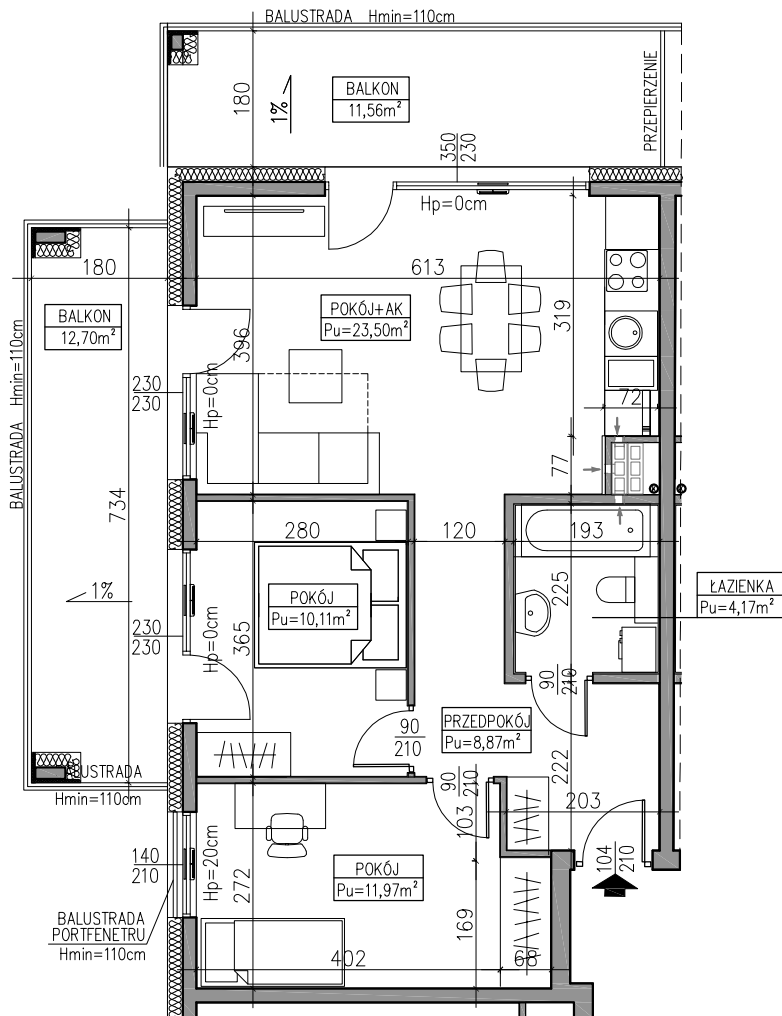 BALUSTRADA Hmin=110cm
BALKON
11,56m²
180
1%
PRZEPIERZENIE
350
230
Hp=0cm
180
613
BALKON
12,70m²
POKÓJ+AK
Pu=23,50m²
319
396
BALUSTRADA Hmin=110cm
230
230
Hp=0cm
72
77
734
280
120
193
1%
POKÓJ
Pu=10,11m²
225
ŁAZIENKA
Pu=4,17m²
230
230
Hp=0cm
365
90
210
90
210
PRZEDPOKÓJ
Pu=8,87m²
222
USTRADA
Hmin=110cm
90
210
103
203
140
210
Hp=20cm
272
POKÓJ
Pu=11,97m²
104
210
169
BALUSTRADA
PORTFENETRU
Hmin=110cm
402
68